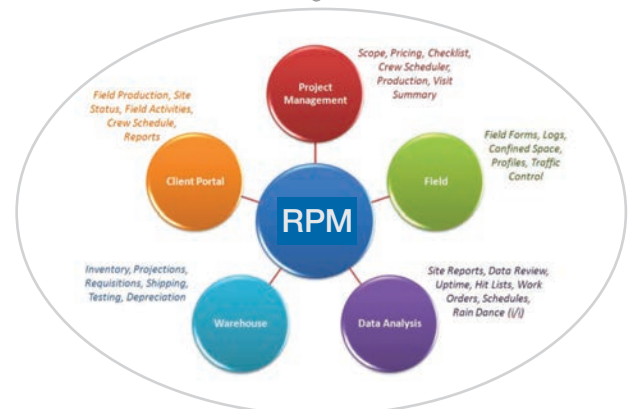 Scope, Pricing, Checklist,
Crew Scheduler,
Production, Visit
Summary
Project
Management
Field Production, Site
Status, Field Activities,
Crew Schedule,
Reports
Client Portal
Field Forms, Logs,
Confined Space,
Profiles, Traffic
Control
Field
RPM
Inventory, Projections,
Requisitions, Shipping,
Testing, Depreciation
Warehouse
Site Reports, Data Review,
Uptime, Hit Lists, Work
Orders, Schedules,
Rain Dance (i/i)
Data Analysis